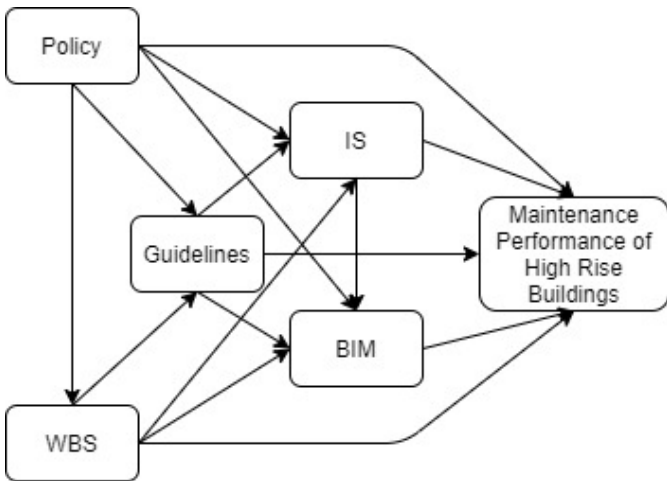 Policy
IS
Guidelines
Maintenance
Performance of
High Rise
Buildings
BIM
WBS